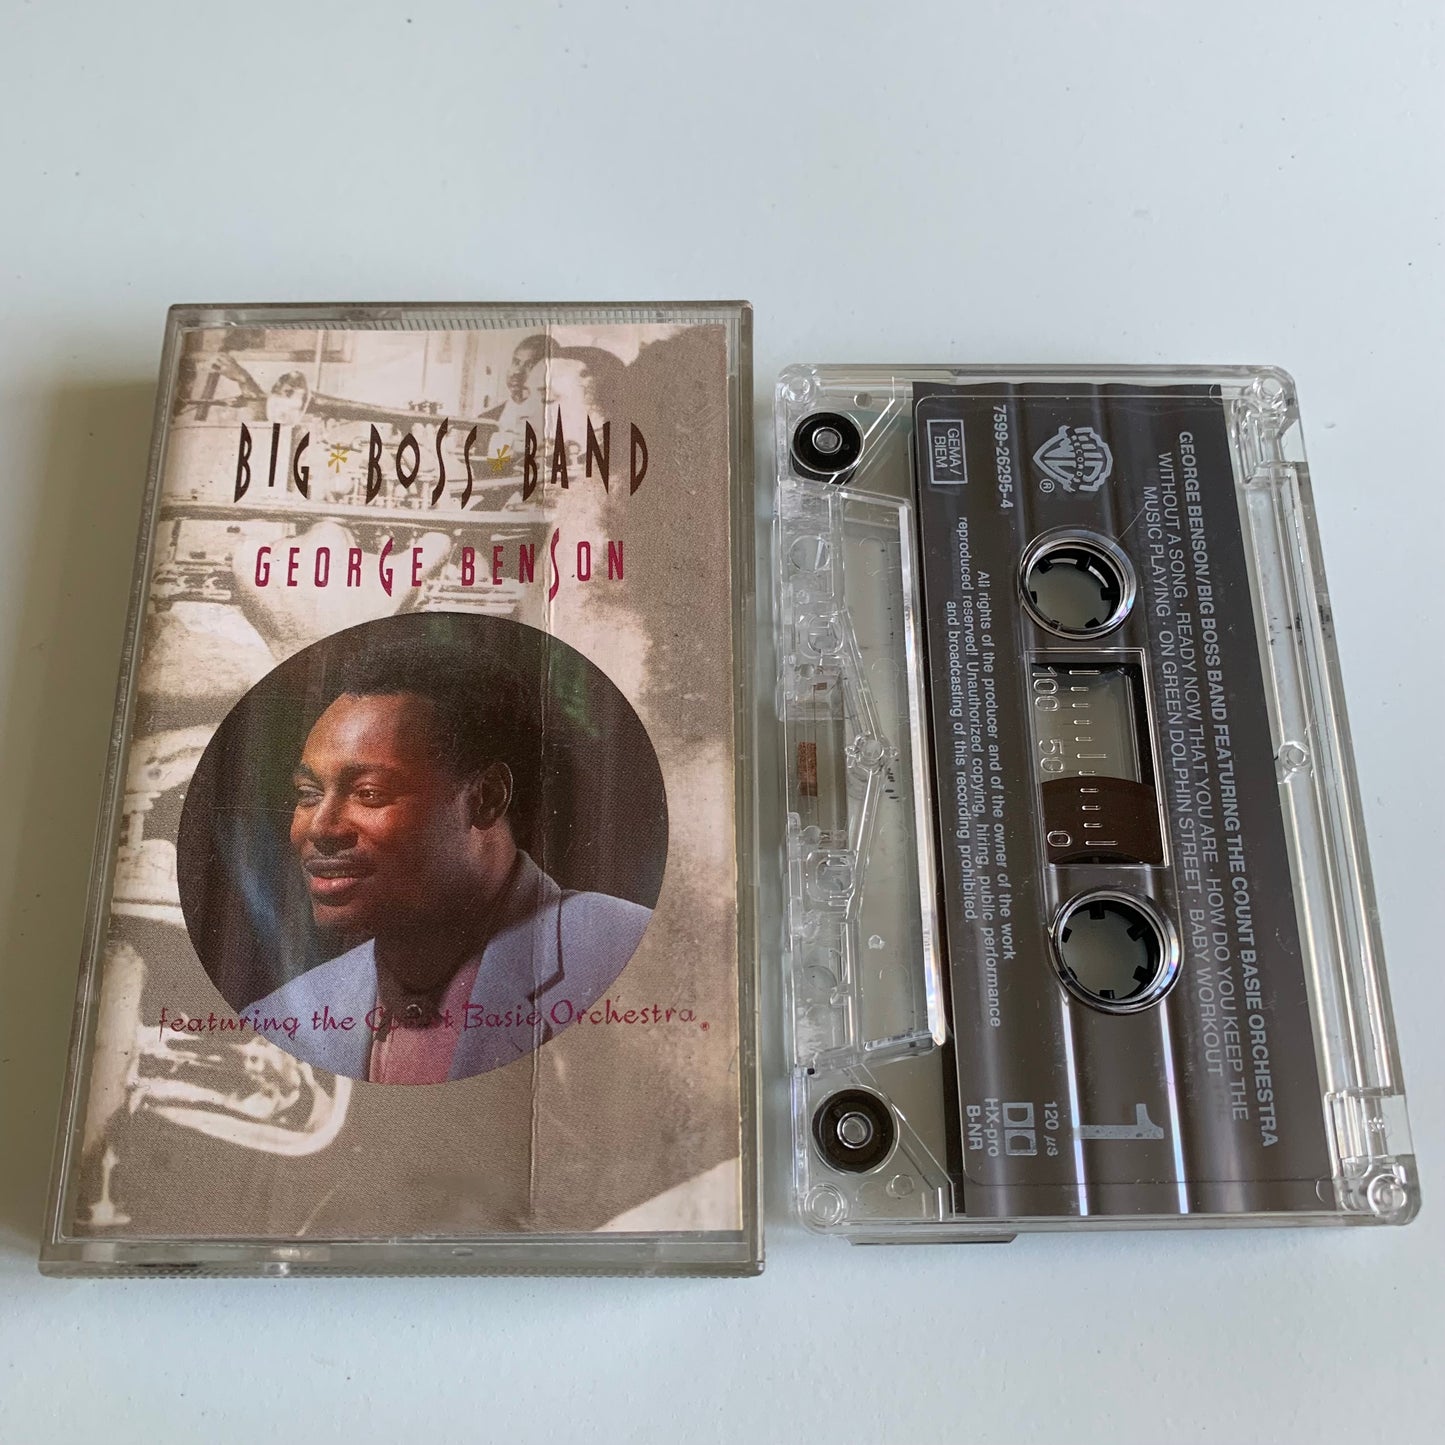 BIG * BOSS * BAND
GEORGE BENSON
featuring the Count Basie Orchestra
GEORGE BENSON/BIG BOSS BAND FEATURING THE COUNT BASIE ORCHESTRA
WITHOUT A SONG · READY NOW THAT YOU ARE · HOW DO YOU KEEP THE
MUSIC PLAYING · ON GREEN DOLPHIN STREET · BABY WORKOUT
RECORDS
®
1
100 50 0
120 µs
HX-pro
B-NR
7599-26295-4
GEMA/
BIEM
All rights of the producer and of the owner of the work
reproduced reserved! Unauthorized copying, hiring, public performance
and broadcasting of this recording prohibited.